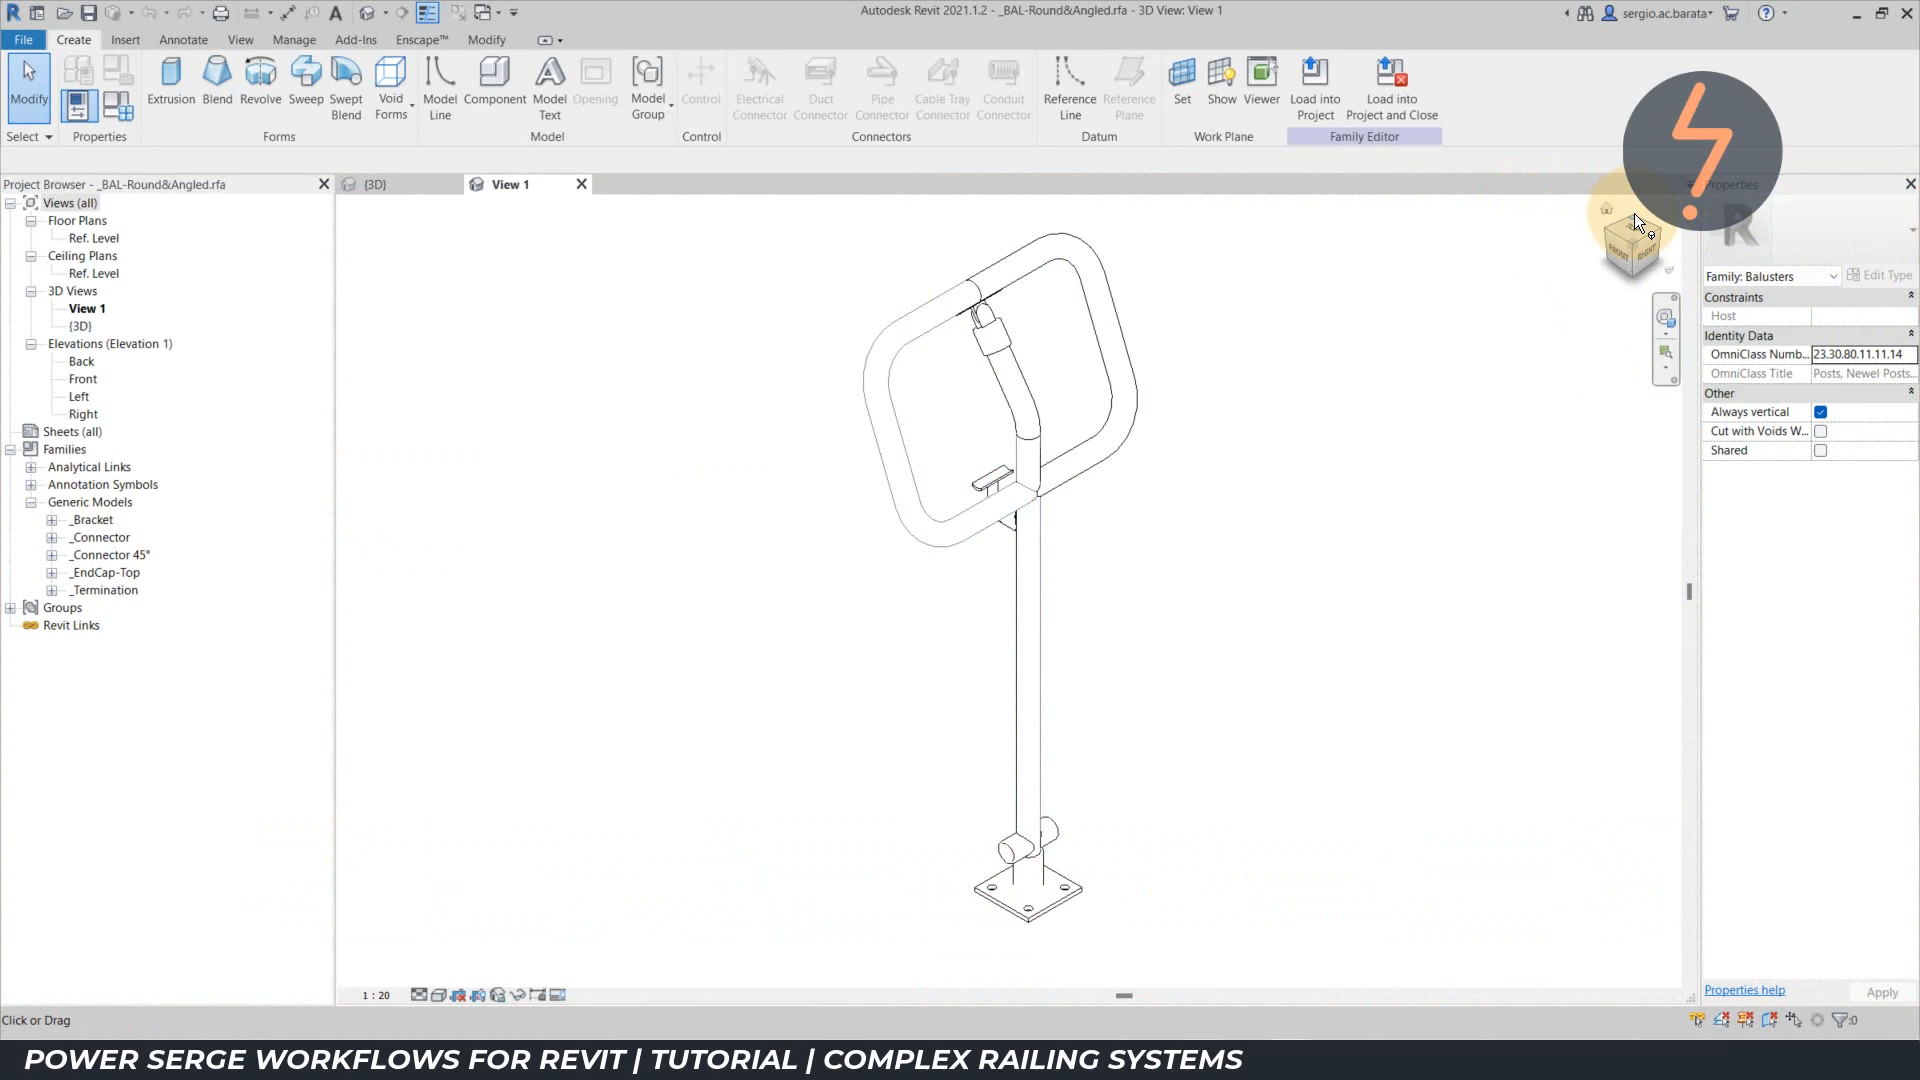 Autodesk Revit 2021.1.2 - _BAL-Round&Angled.rfa - 3D View: View 1
sergio.ac.barata
File Create Insert Annotate View Manage Add-Ins Enscape™ Modify
Modify
Extrusion Blend Revolve Sweep Swept Blend Void Forms
Model Line Component Model Text Opening Model Group
Control
Electrical Connector Duct Connector Pipe Connector Cable Tray Connector Conduit Connector
Reference Line Reference Plane
Set Show Viewer
Load into Project Load into Project and Close
Select Properties Forms Model Control Connectors Datum Work Plane Family Editor
Project Browser - _BAL-Round&Angled.rfa
{3D} View 1
Properties
Views (all)
Floor Plans
Ref. Level
Ceiling Plans
Ref. Level
3D Views
View 1
{3D}
Elevations (Elevation 1)
Back
Front
Left
Right
Sheets (all)
Families
Analytical Links
Annotation Symbols
Generic Models
_Bracket
_Connector
_Connector 45°
_EndCap-Top
_Termination
Groups
Revit Links
FRONT RIGHT
Family: Balusters Edit Type
Constraints
Host
Identity Data
OmniClass Numb... 23.30.80.11.11.14
OmniClass Title Posts, Newel Posts...
Other
Always vertical
Cut with Voids W...
Shared
Properties help Apply
1 : 20
Click or Drag
:0
POWER SERGE WORKFLOWS FOR REVIT | TUTORIAL | COMPLEX RAILING SYSTEMS